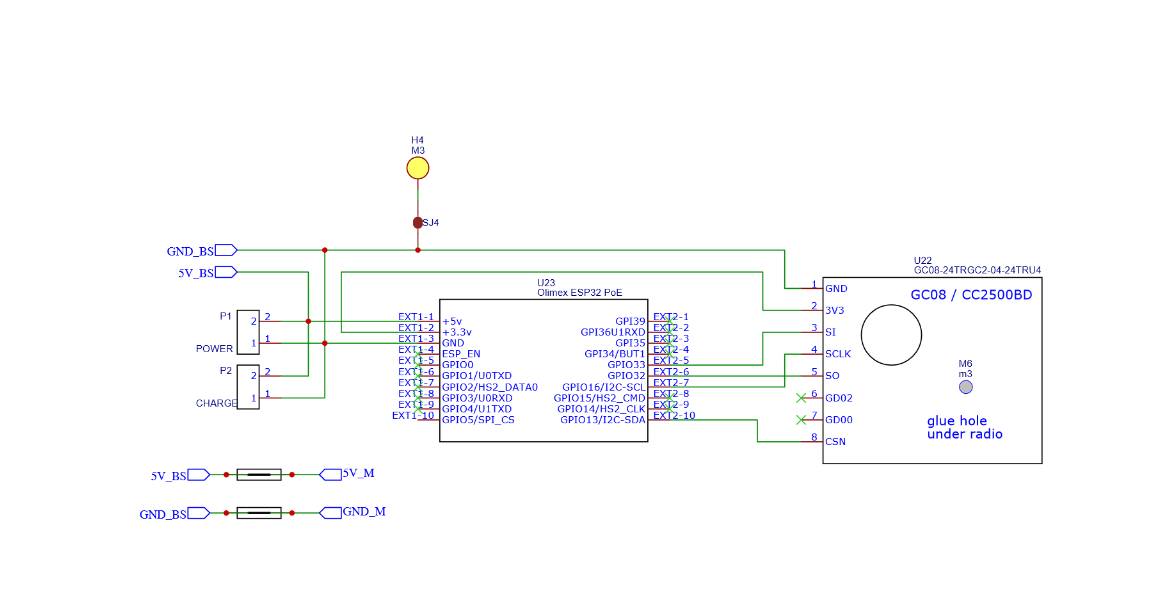 H4
M3
SJ4
GND_BS
5V_BS
U22
GC08-24TRGC2-04-24TRU4
U23
Olimex ESP32 PoE
P1
2
2
1
1
POWER
P2
2
2
1
1
CHARGE
EXT1-1
+5v
EXT1-2
+3.3v
EXT1-3
GND
EXT1-4
ESP_EN
EXT1-5
GPIO0
EXT1-6
GPIO1/U0TXD
EXT1-7
GPIO2/HS2_DATA0
EXT1-8
GPIO3/U0RXD
EXT1-9
GPIO4/U1TXD
EXT1-10
GPIO5/SPI_CS
GPI39
EXT2-1
GPI36U1RXD
EXT2-2
GPI35
EXT2-3
GPI34/BUT1
EXT2-4
GPIO33
EXT2-5
GPIO32
EXT2-6
GPIO16/I2C-SCL
EXT2-7
GPIO15/HS2_CMD
EXT2-8
GPIO14/HS2_CLK
EXT2-9
GPIO13/I2C-SDA
EXT2-10
1
GND
2
3V3
3
SI
4
SCLK
5
SO
6
GD02
7
GD00
8
CSN
GC08 / CC2500BD
M6
m3
glue hole
under radio
5V_BS
5V_M
GND_BS
GND_M